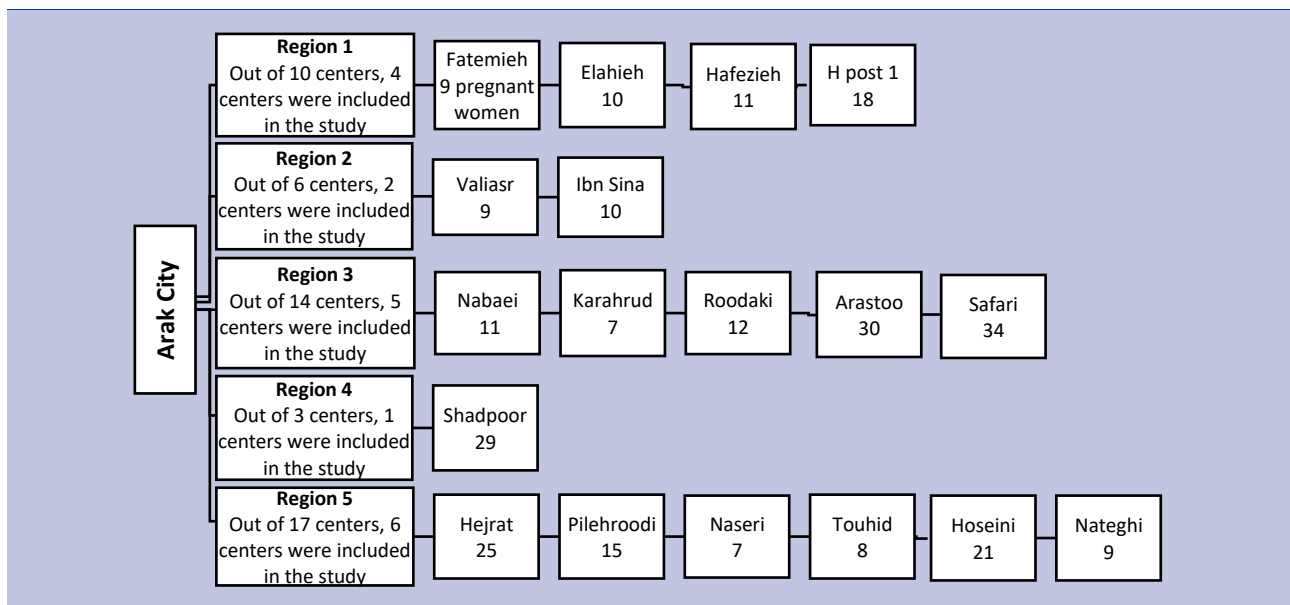 Arak City
Region 1
Out of 10 centers, 4
centers were included
in the study
Fatemieh
9 pregnant
women
Elahieh
10
Hafezieh
11
H post 1
18
Region 2
Out of 6 centers, 2
centers were included
in the study
Valiasr
9
Ibn Sina
10
Region 3
Out of 14 centers, 5
centers were included
in the study
Nabaei
11
Karahrud
7
Roodaki
12
Arastoo
30
Safari
34
Region 4
Out of 3 centers, 1
centers were included
in the study
Shadpoor
29
Region 5
Out of 17 centers, 6
centers were included
in the study
Hejrat
25
Pilehroodi
15
Naseri
7
Touhid
8
Hoseini
21
Nateghi
9